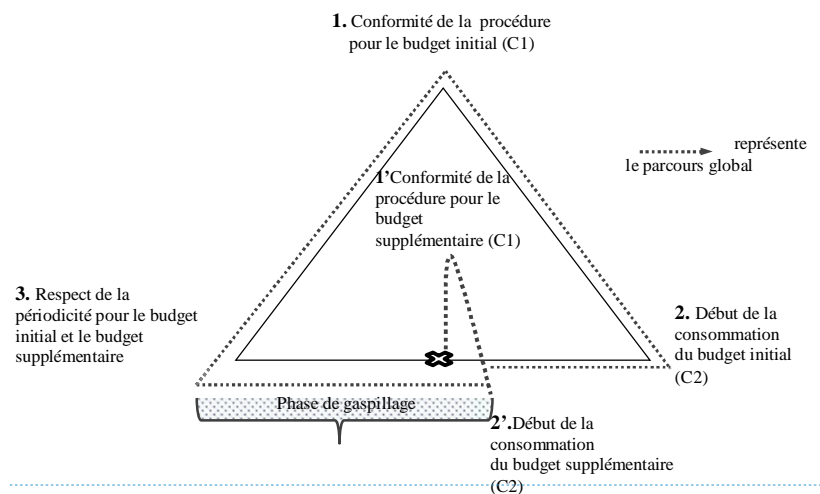 1. Conformité de la procédure
pour le budget initial (C1)
représente
le parcours global
1’Conformité de la
procédure pour le
budget
supplémentaire (C1)
3. Respect de la
périodicité pour le budget
initial et le budget
supplémentaire
2. Début de la
consommation
du budget initial
(C2)
Phase de gaspillage
2’.Début de la
consommation
du budget supplémentaire
(C2)